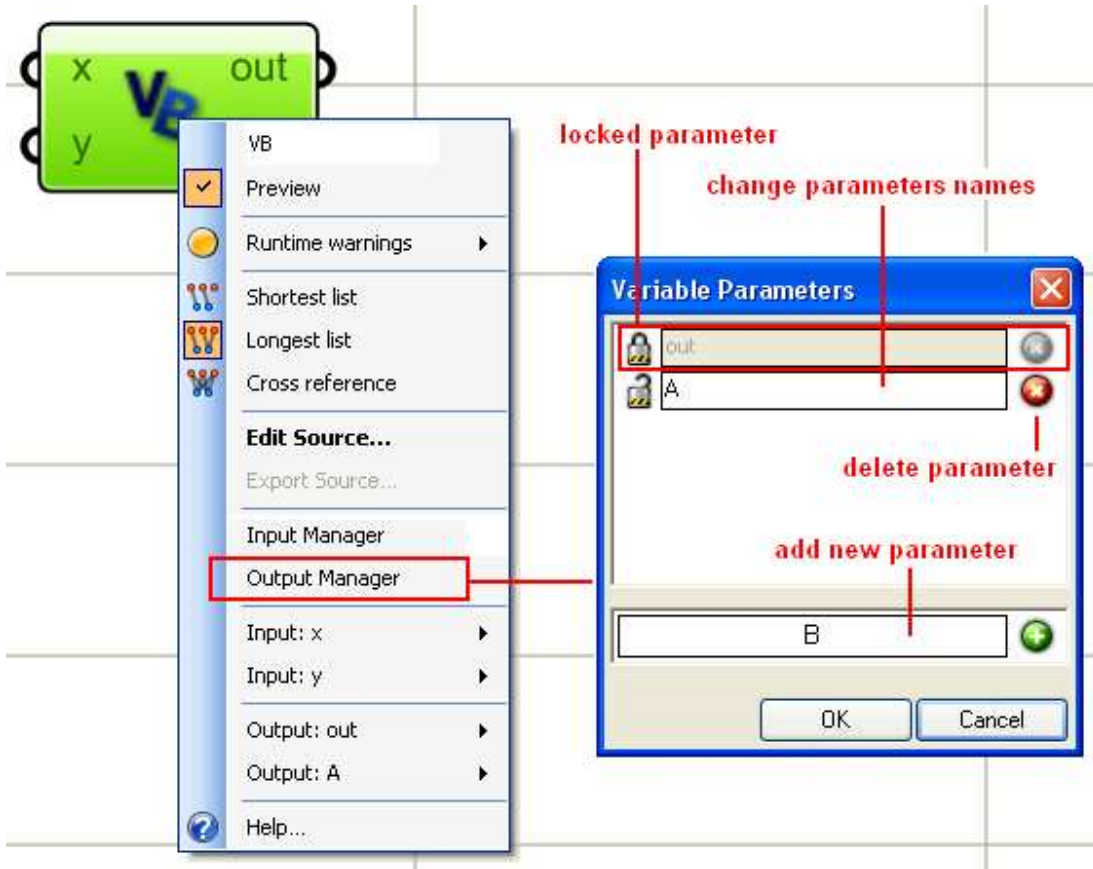 x
out
y
VB
VB
Preview
Runtime warnings
Shortest list
Longest list
Cross reference
Edit Source...
Export Source...
Input Manager
Output Manager
Input: x
Input: y
Output: out
Output: A
Help...
locked parameter
change parameters names
Variable Parameters
out
A
delete parameter
add new parameter
B
OK
Cancel